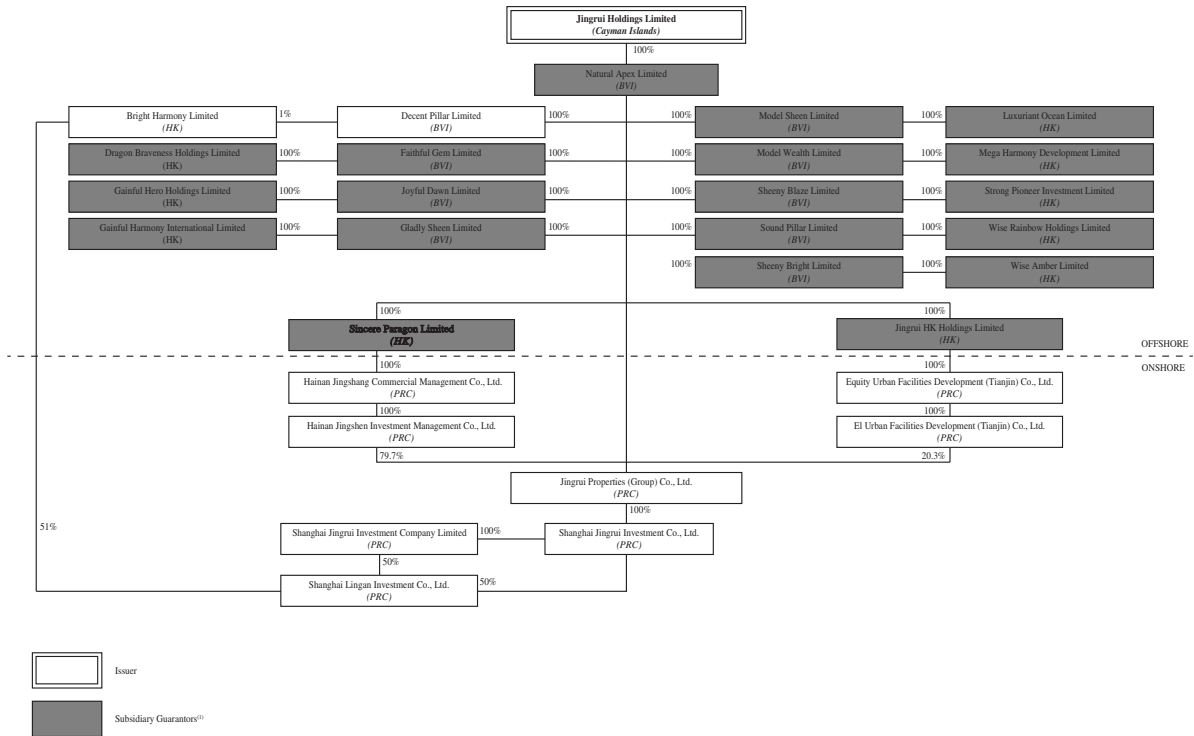 Jingrui Holdings Limited
(Cayman Islands)
100%
Natural Apex Limited
(BVI)
Bright Harmony Limited
(HK)
1%
Decent Pillar Limited
(BVI)
100%
100%
Model Sheen Limited
(BVI)
100%
Luxuriant Ocean Limited
(HK)
Dragon Braveness Holdings Limited
(HK)
100%
Faithful Gem Limited
(BVI)
100%
100%
Model Wealth Limited
(BVI)
100%
Mega Harmony Development Limited
(HK)
Gainful Hero Holdings Limited
(HK)
100%
Joyful Dawn Limited
(BVI)
100%
100%
Sheeny Blaze Limited
(BVI)
100%
Strong Pioneer Investment Limited
(HK)
Gainful Harmony International Limited
(HK)
100%
Gladly Sheen Limited
(BVI)
100%
100%
Sound Pillar Limited
(BVI)
100%
Wise Rainbow Holdings Limited
(HK)
100%
Sheeny Bright Limited
(BVI)
100%
Wise Amber Limited
(HK)
100%
100%
Sincere Paragon Limited
(HK)
Jingrui HK Holdings Limited
(HK)
OFFSHORE
ONSHORE
100%
100%
Hainan Jingshang Commercial Management Co., Ltd.
(PRC)
Equity Urban Facilities Development (Tianjin) Co., Ltd.
(PRC)
100%
100%
Hainan Jingshen Investment Management Co., Ltd.
(PRC)
El Urban Facilities Development (Tianjin) Co., Ltd.
(PRC)
79.7%
20.3%
Jingrui Properties (Group) Co., Ltd.
(PRC)
100%
51%
Shanghai Jingrui Investment Company Limited
(PRC)
100%
Shanghai Jingrui Investment Co., Ltd.
(PRC)
50%
Shanghai Lingan Investment Co., Ltd.
(PRC)
50%
Issuer
Subsidiary Guarantors(1)